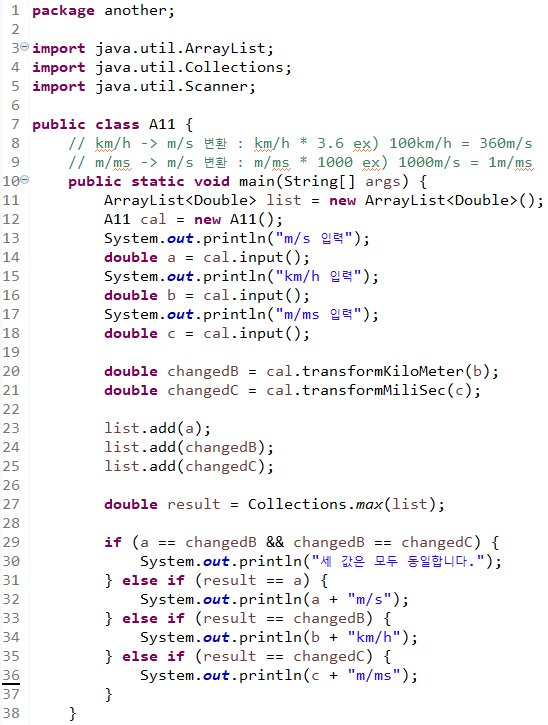 1 package another;
2
3 import java.util.ArrayList;
4 import java.util.Collections;
5 import java.util.Scanner;
6
7 public class A11 {
8     // km/h -> m/s 변환 : km/h * 3.6 ex) 100km/h = 360m/s
9     // m/ms -> m/s 변환 : m/ms * 1000 ex) 1000m/s = 1m/ms
10     public static void main(String[] args) {
11         ArrayList<Double> list = new ArrayList<Double>();
12         A11 cal = new A11();
13         System.out.println("m/s 입력");
14         double a = cal.input();
15         System.out.println("km/h 입력");
16         double b = cal.input();
17         System.out.println("m/ms 입력");
18         double c = cal.input();
19
20         double changedB = cal.transformKiloMeter(b);
21         double changedC = cal.transformMiliSec(c);
22
23         list.add(a);
24         list.add(changedB);
25         list.add(changedC);
26
27         double result = Collections.max(list);
28
29         if (a == changedB && changedB == changedC) {
30             System.out.println("세 값은 모두 동일합니다.");
31         } else if (result == a) {
32             System.out.println(a + "m/s");
33         } else if (result == changedB) {
34             System.out.println(b + "km/h");
35         } else if (result == changedC) {
36             System.out.println(c + "m/ms");
37         }
38     }